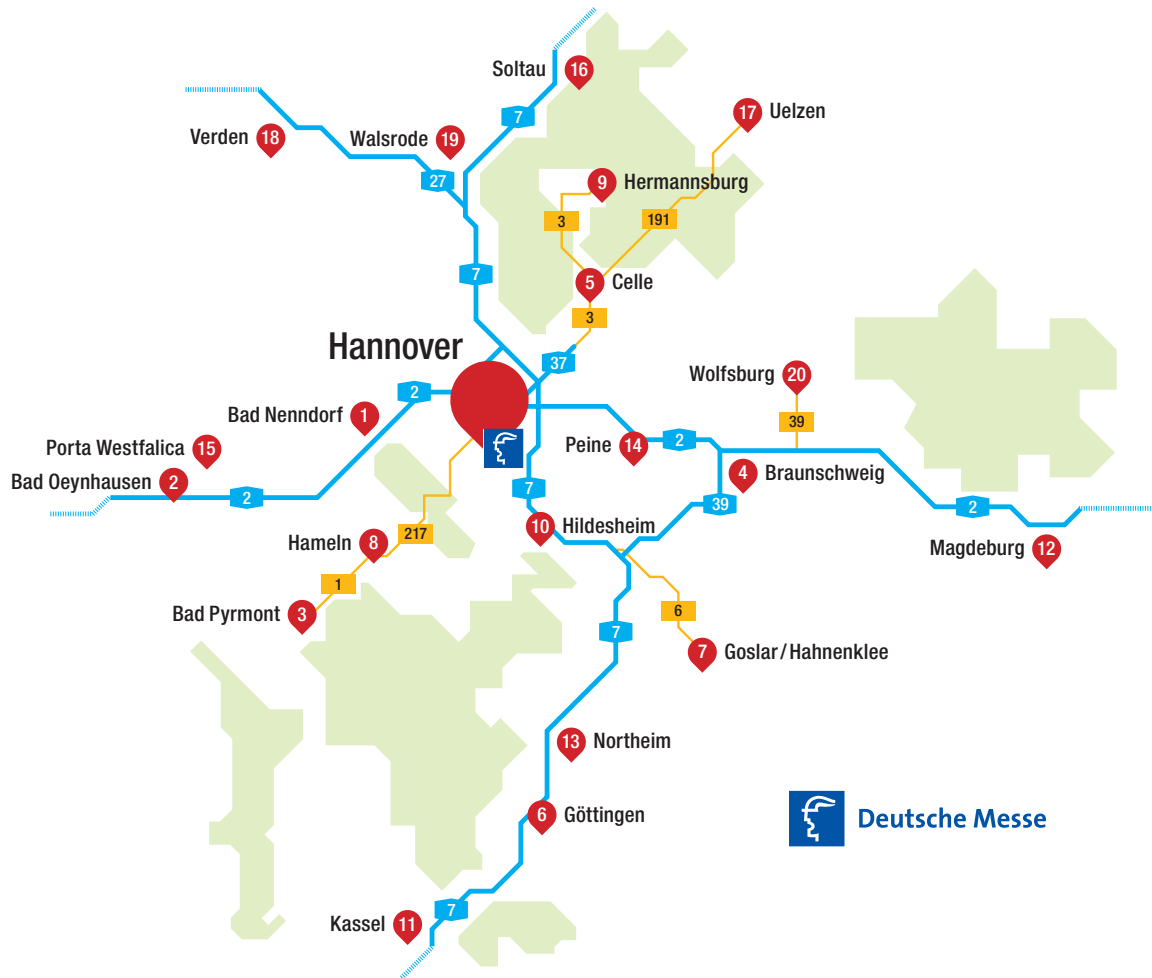 Soltau 16
7
17 Uelzen
Verden 18
Walsrode 19
27
9 Hermannsburg
3
191
7
5 Celle
3
Hannover
37
Wolfsburg 20
2
Bad Nenndorf 1
39
Porta Westfalica 15
Peine 14
2
Bad Oeynhausen 2
2
7
4 Braunschweig
39
2
10 Hildesheim
217
Hameln 8
Magdeburg 12
1
Bad Pyrmont 3
6
7
7 Goslar/Hahnenklee
13 Northeim
6 Göttingen
Deutsche Messe
Kassel 11
7